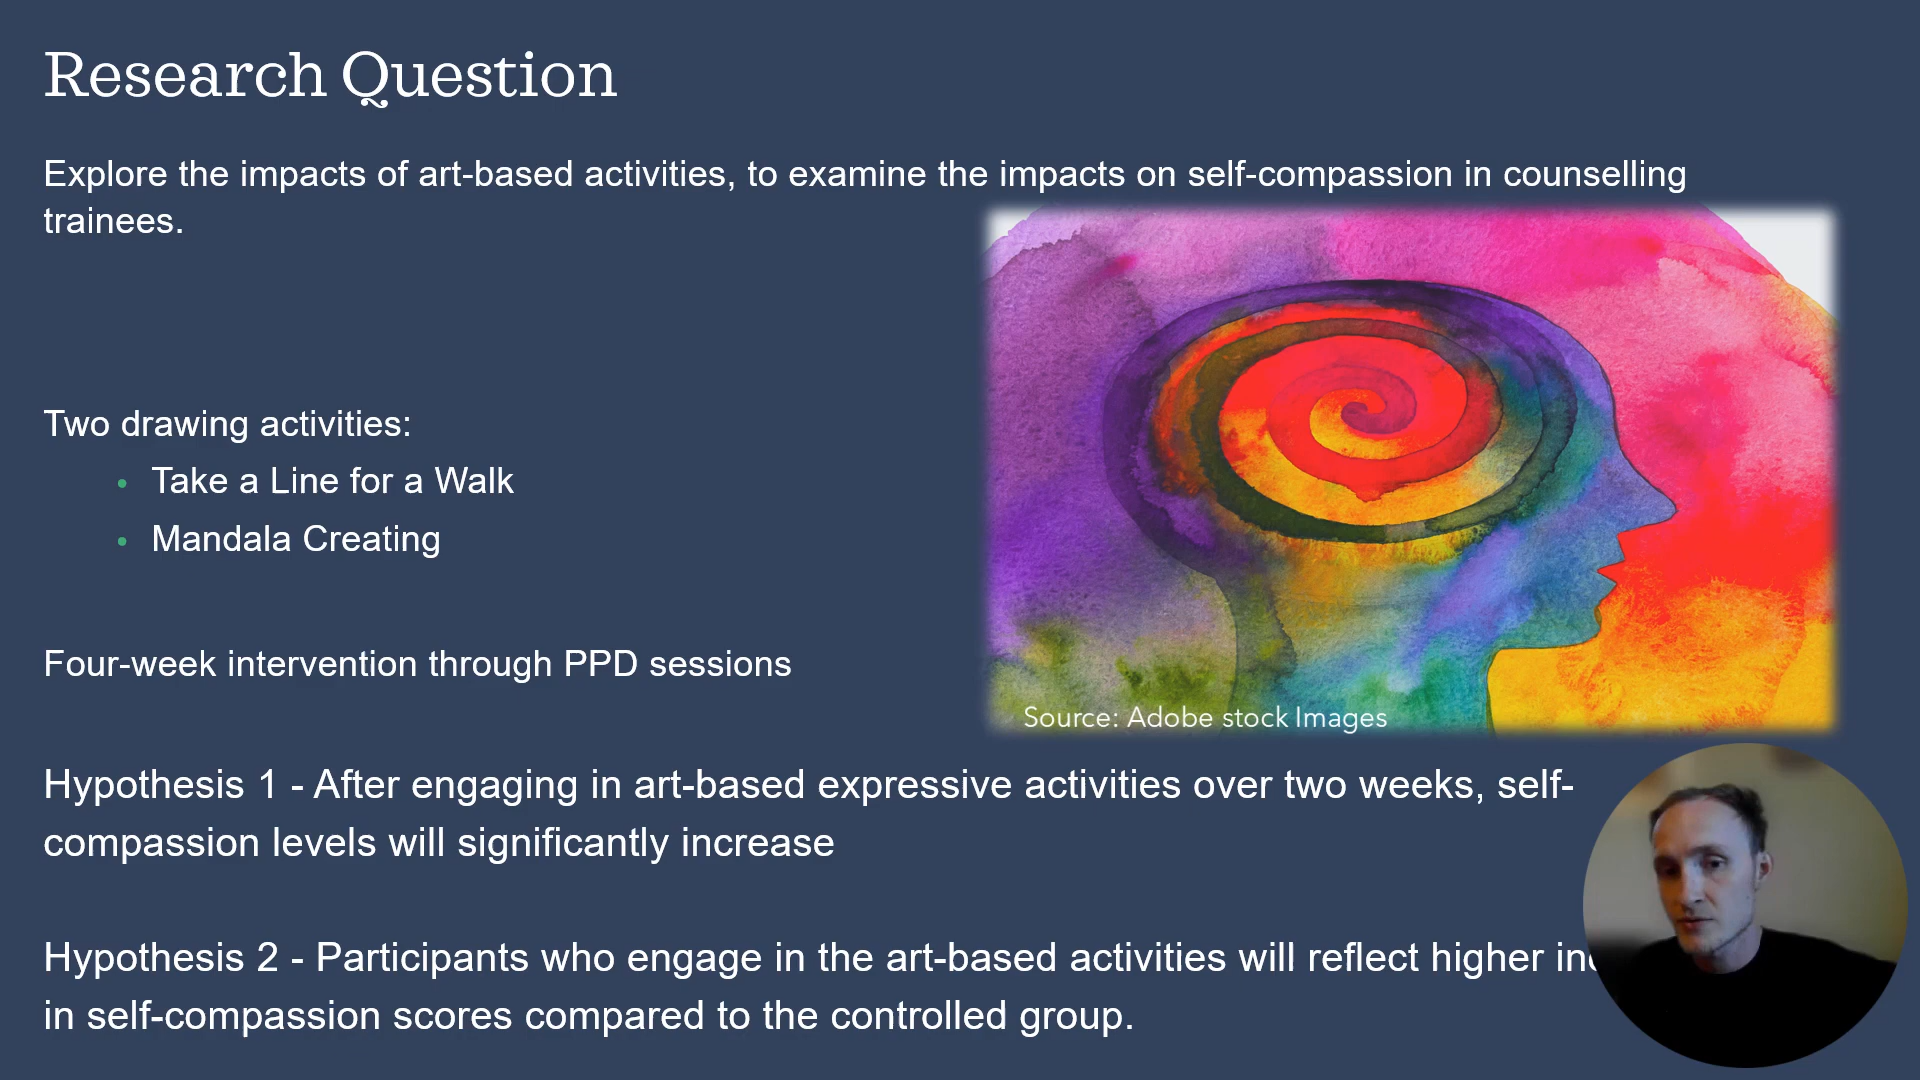 Research Question
Explore the impacts of art-based activities, to examine the impacts on self-compassion in counselling
trainees.
Two drawing activities:
• Take a Line for a Walk
• Mandala Creating
Four-week intervention through PPD sessions
Source: Adobe stock Images
Hypothesis 1 - After engaging in art-based expressive activities over two weeks, self-
compassion levels will significantly increase
Hypothesis 2 - Participants who engage in the art-based activities will reflect higher
in self-compassion scores compared to the controlled group.